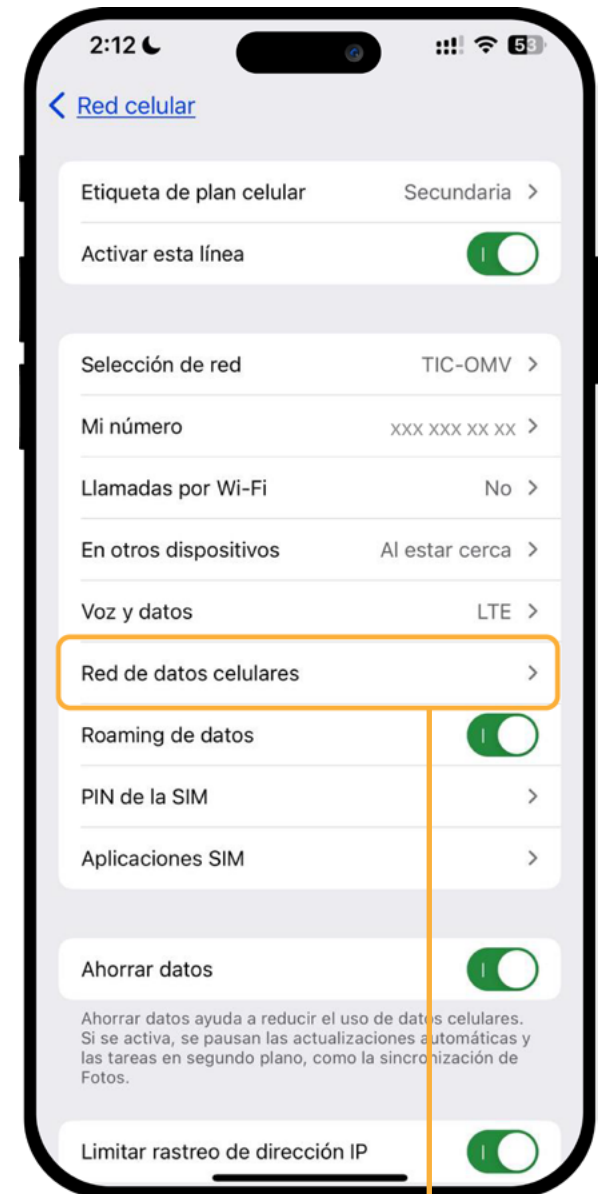 2:12
53
Red celular
Etiqueta de plan celular Secundaria
Activar esta línea
Selección de red TIC-OMV
Mi número xxx xxx xx xx
Llamadas por Wi-Fi No
En otros dispositivos Al estar cerca
Voz y datos LTE
Red de datos celulares
Roaming de datos
PIN de la SIM
Aplicaciones SIM
Ahorrar datos
Ahorrar datos ayuda a reducir el uso de datos celulares.
Si se activa, se pausan las actualizaciones automáticas y
las tareas en segundo plano, como la sincronización de
Fotos.
Limitar rastreo de dirección IP